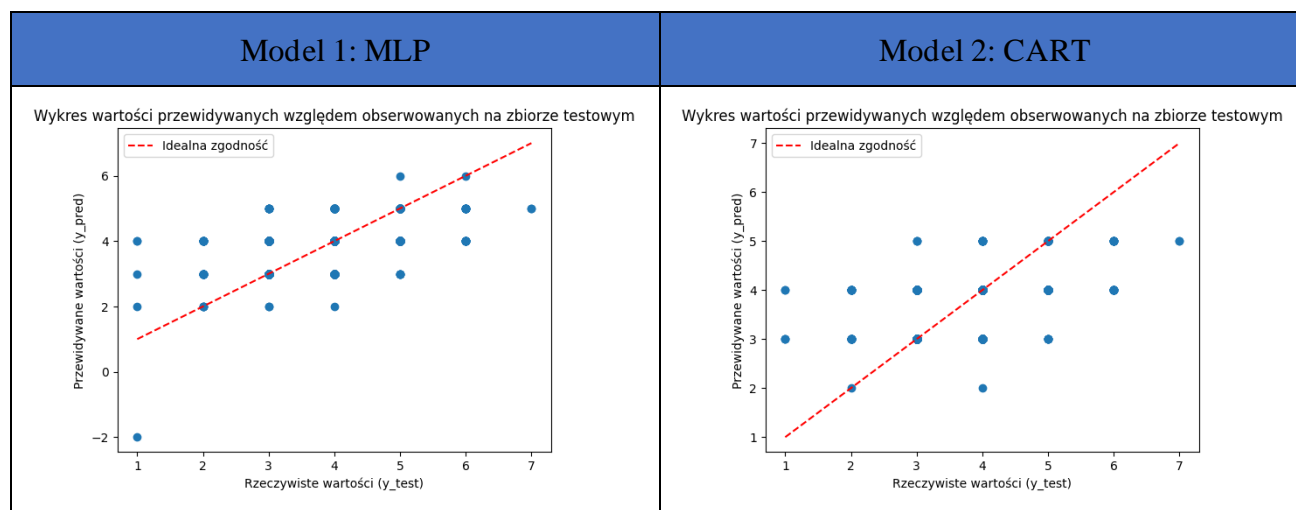 Model 1: MLP
Model 2: CART
Wykres wartości przewidywanych względem obserwowanych na zbiorze testowym
Idealna zgodność
6
4
2
0
−2
Przewidywane wartości (y_pred)
1 2 3 4 5 6 7
Rzeczywiste wartości (y_test)
Wykres wartości przewidywanych względem obserwowanych na zbiorze testowym
Idealna zgodność
7
6
5
4
3
2
1
Przewidywane wartości (y_pred)
1 2 3 4 5 6 7
Rzeczywiste wartości (y_test)